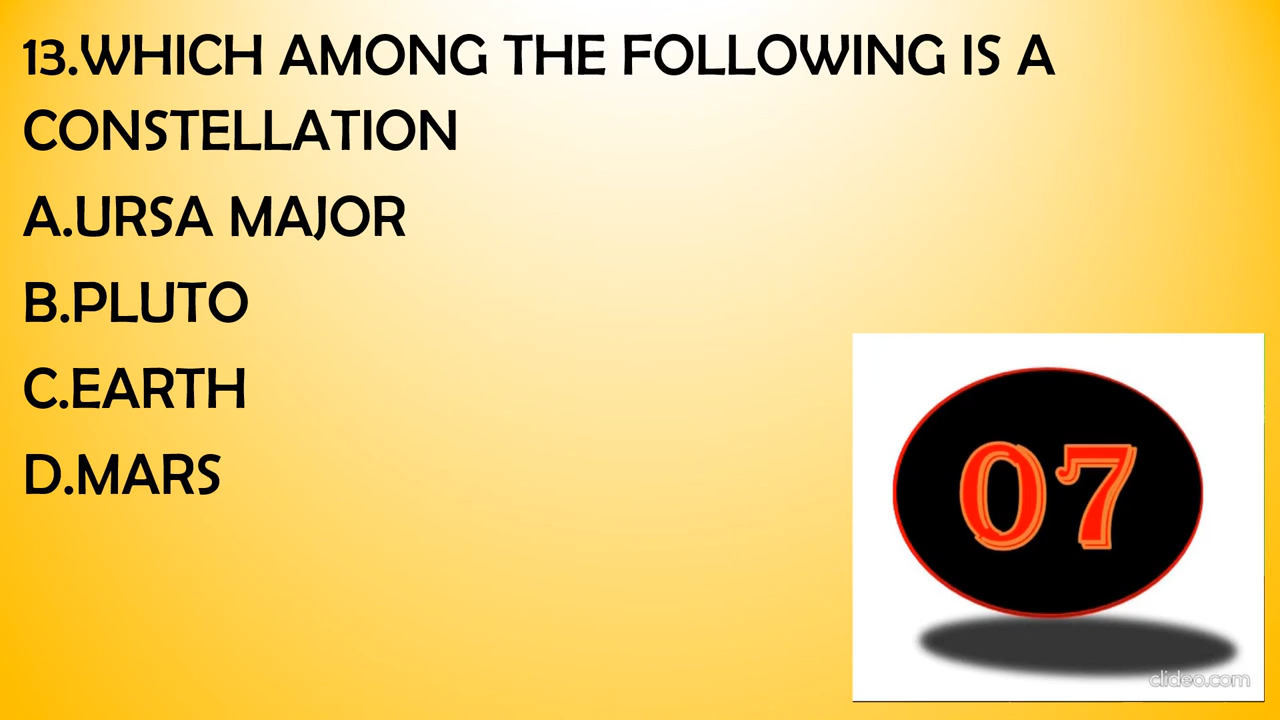 13.WHICH AMONG THE FOLLOWING IS A
CONSTELLATION
A.URSA MAJOR
B.PLUTO
C.EARTH
D.MARS
07
clideo.com